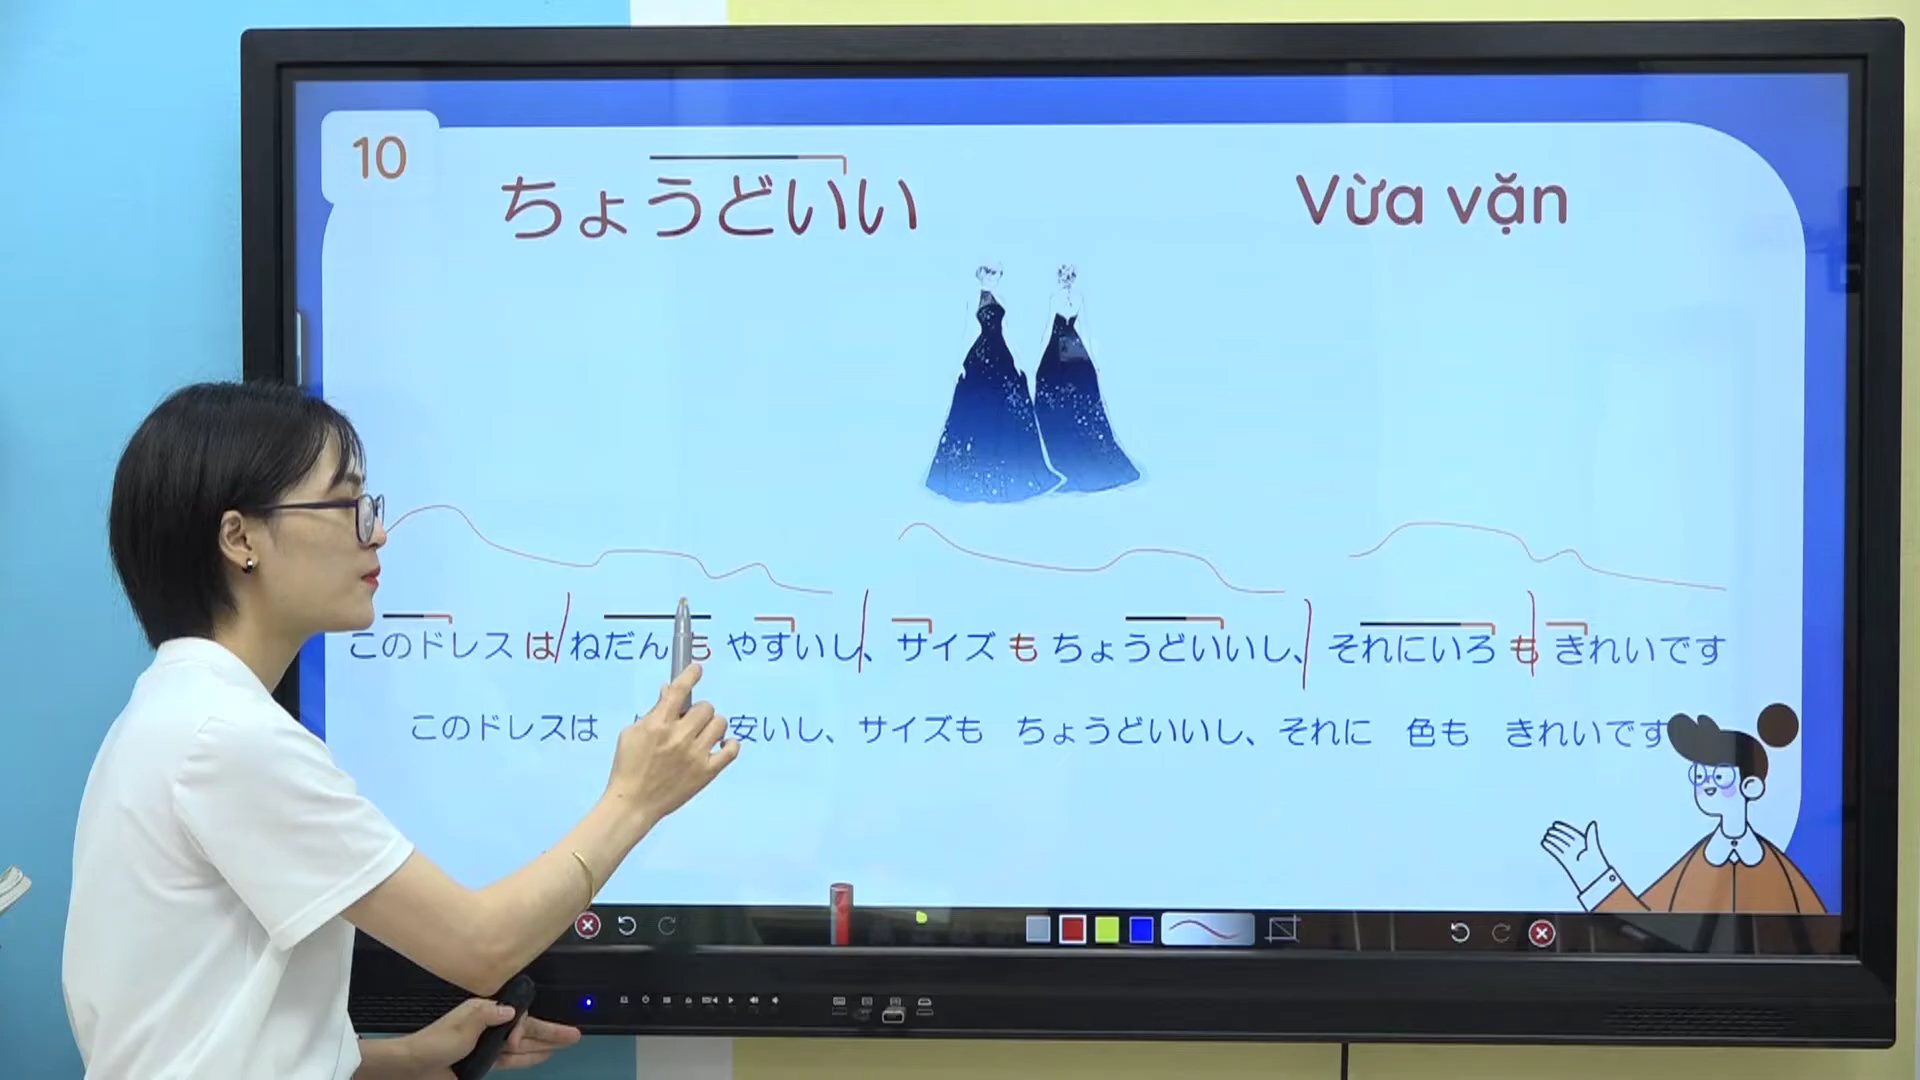 10
ちょうどいい
Vừa vặn
このドレスは ねだんも やすいし、サイズもちょうどいいし、それにいろもきれいです
このドレスは 安いし、サイズも ちょうどいいし、それに 色も きれいです